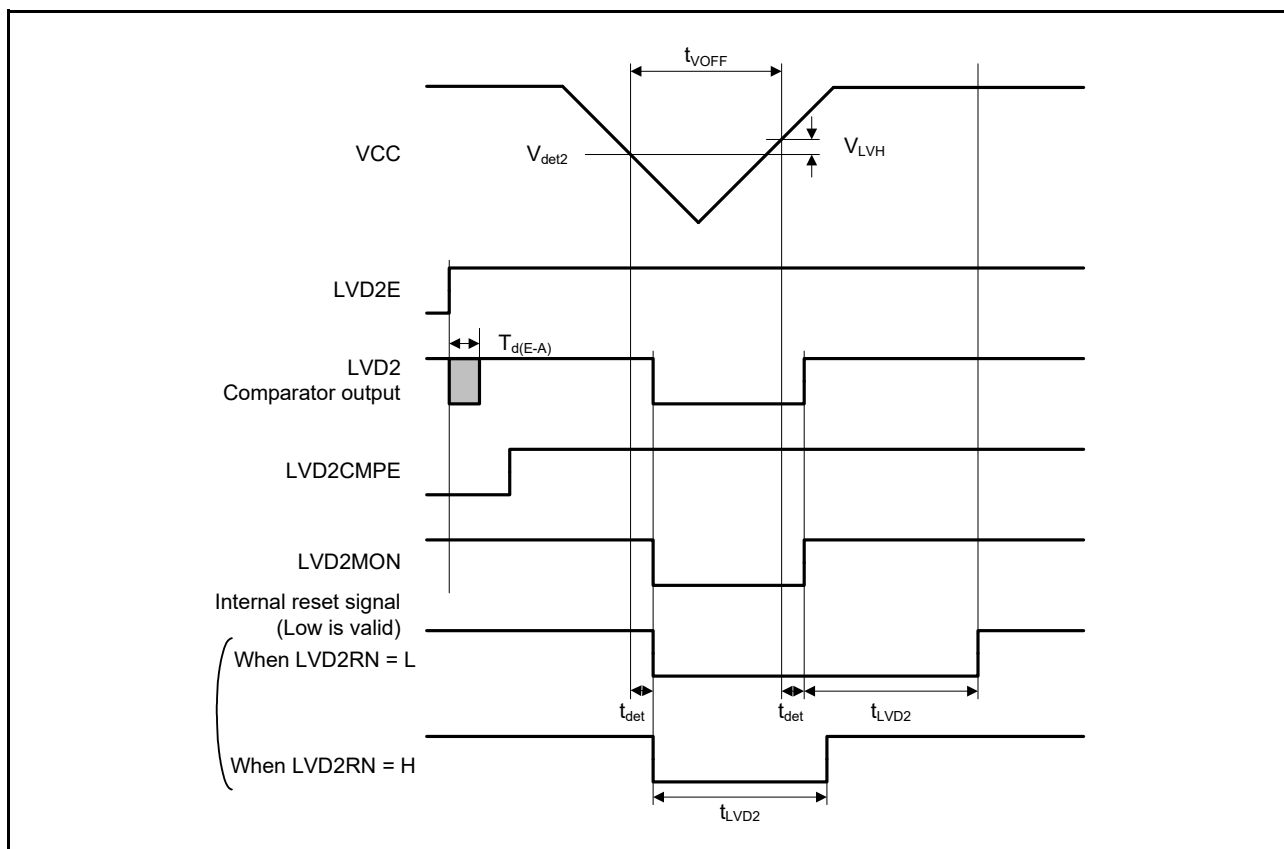 tVOFF
VCC
Vdet2
VLVH
LVD2E
Td(E-A)
LVD2
Comparator output
LVD2CMPE
LVD2MON
Internal reset signal
(Low is valid)
When LVD2RN = L
tdet
tdet
tLVD2
When LVD2RN = H
tLVD2